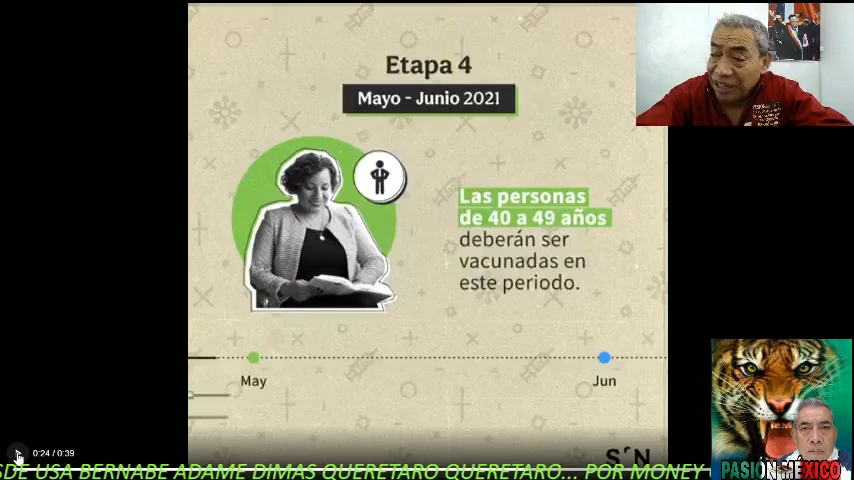 Etapa 4
Mayo - Junio 2021
Las personas
de 40 a 49 años
deberán ser
vacunadas en
este periodo.
May
Jun
0:24 / 0:39
USA BERNABE ADAME DIMAS QUERETARO QUERETARO... POR MONEY
PASIÓN MÉXICO